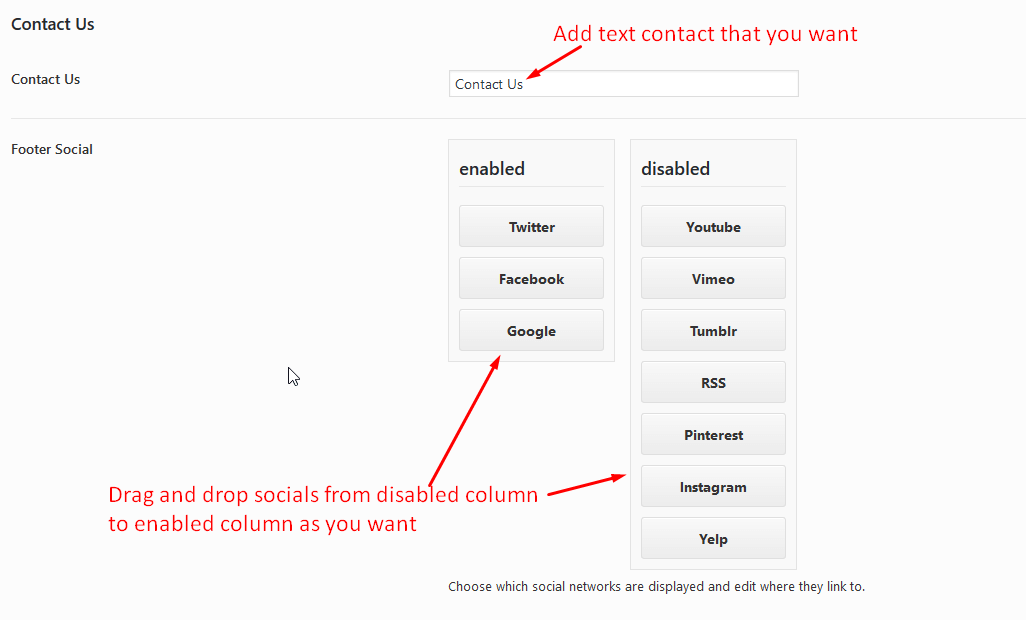 Contact Us
Add text contact that you want
Contact Us
Contact Us
Footer Social
enabled
Twitter
Facebook
Google
disabled
Youtube
Vimeo
Tumblr
RSS
Pinterest
Instagram
Yelp
Drag and drop socials from disabled column
to enabled column as you want
Choose which social networks are displayed and edit where they link to.